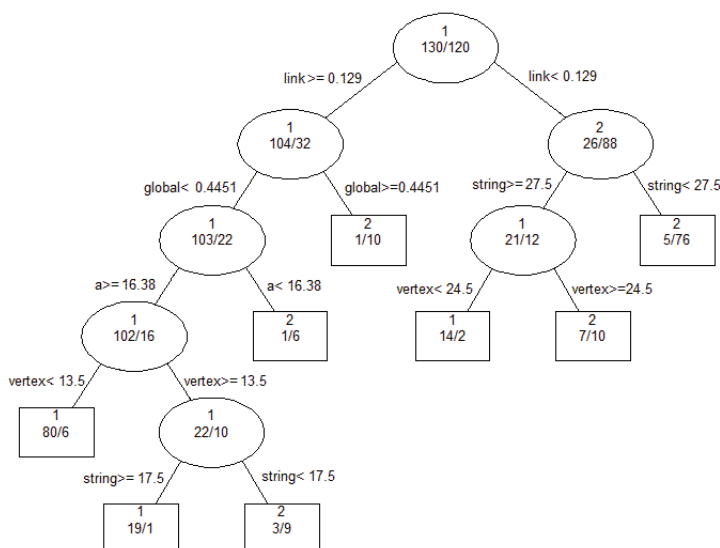 1
130/120
link>= 0.129
link< 0.129
1
104/32
2
26/88
global< 0.4451
global>=0.4451
string>= 27.5
string< 27.5
1
103/22
2
1/10
1
21/12
2
5/76
a>= 16.38
a< 16.38
vertex< 24.5
vertex>=24.5
1
102/16
2
1/6
1
14/2
2
7/10
vertex< 13.5
vertex>= 13.5
1
80/6
1
22/10
string>= 17.5
string< 17.5
1
19/1
2
3/9